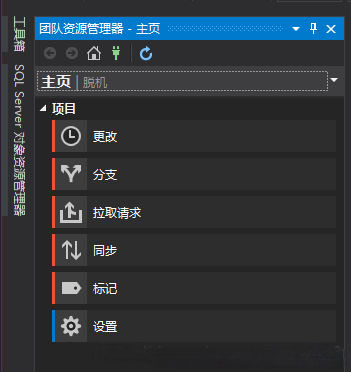 工具箱
SQL Server 对象资源管理器
团队资源管理器 - 主页
主页 | 脱机
项目
更改
分支
拉取请求
同步
标记
设置